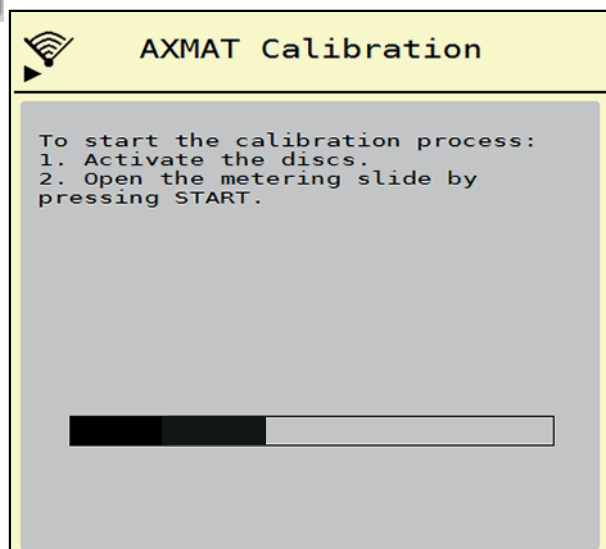 AXMAT Calibration
To start the calibration process:
1. Activate the discs.
2. Open the metering slide by
pressing START.